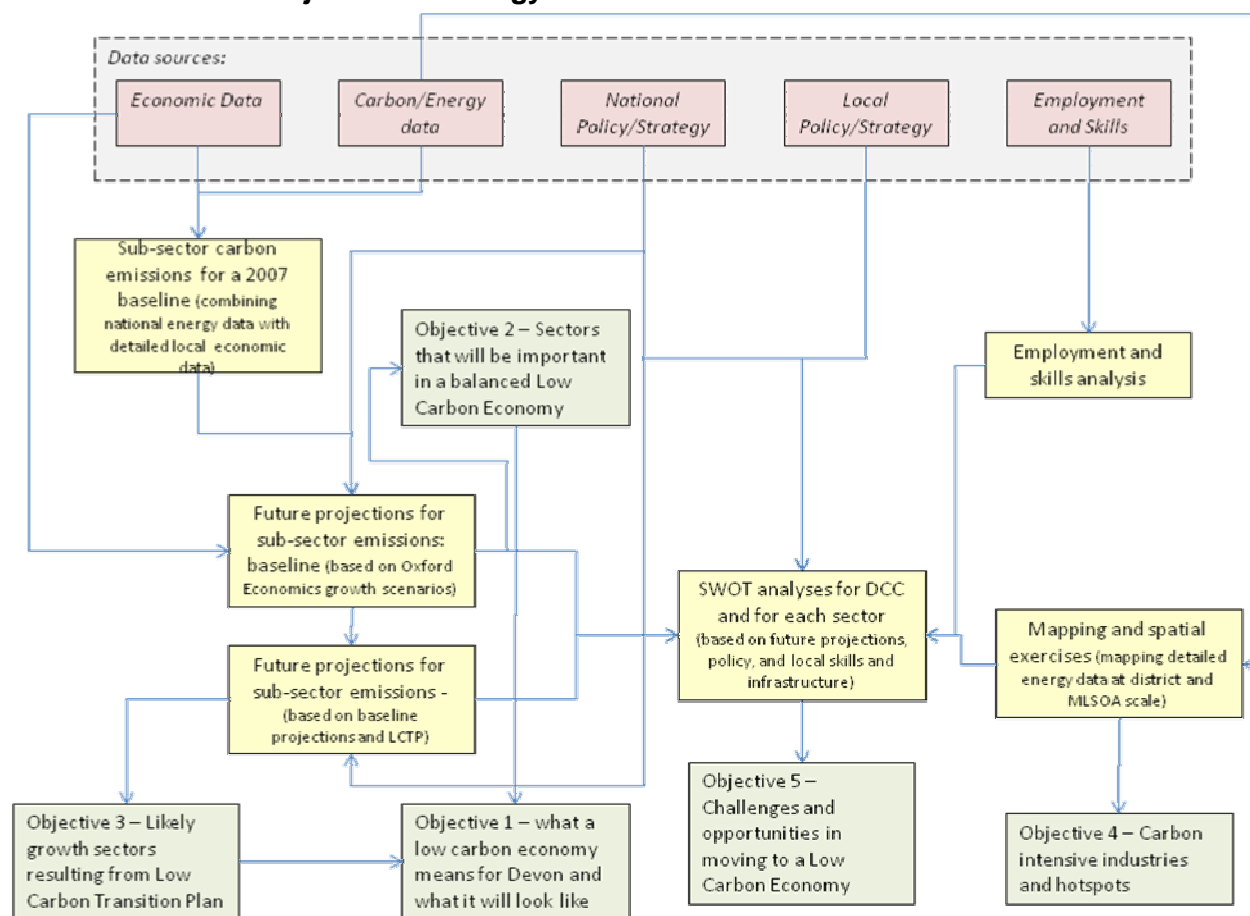 Data sources:
Economic Data
Carbon/Energy
data
National
Policy/Strategy
Local
Policy/Strategy
Employment
and Skills
Sub-sector carbon
emissions for a 2007
baseline (combining
national energy data with
detailed local economic
data)
Objective 2 – Sectors
that will be important
in a balanced Low
Carbon Economy
Employment and
skills analysis
Future projections for
sub-sector emissions:
baseline (based on Oxford
Economics growth scenarios)
SWOT analyses for DCC
and for each sector
(based on future projections,
policy, and local skills and
infrastructure)
Mapping and spatial
exercises (mapping detailed
energy data at district and
MLSOA scale)
Future projections for
sub-sector emissions -
(based on baseline
projections and LCTP)
Objective 3 – Likely
growth sectors
resulting from Low
Carbon Transition Plan
Objective 1 – what a
low carbon economy
means for Devon and
what it will look like
Objective 5 –
Challenges and
opportunities in
moving to a Low
Carbon Economy
Objective 4 – Carbon
intensive industries
and hotspots